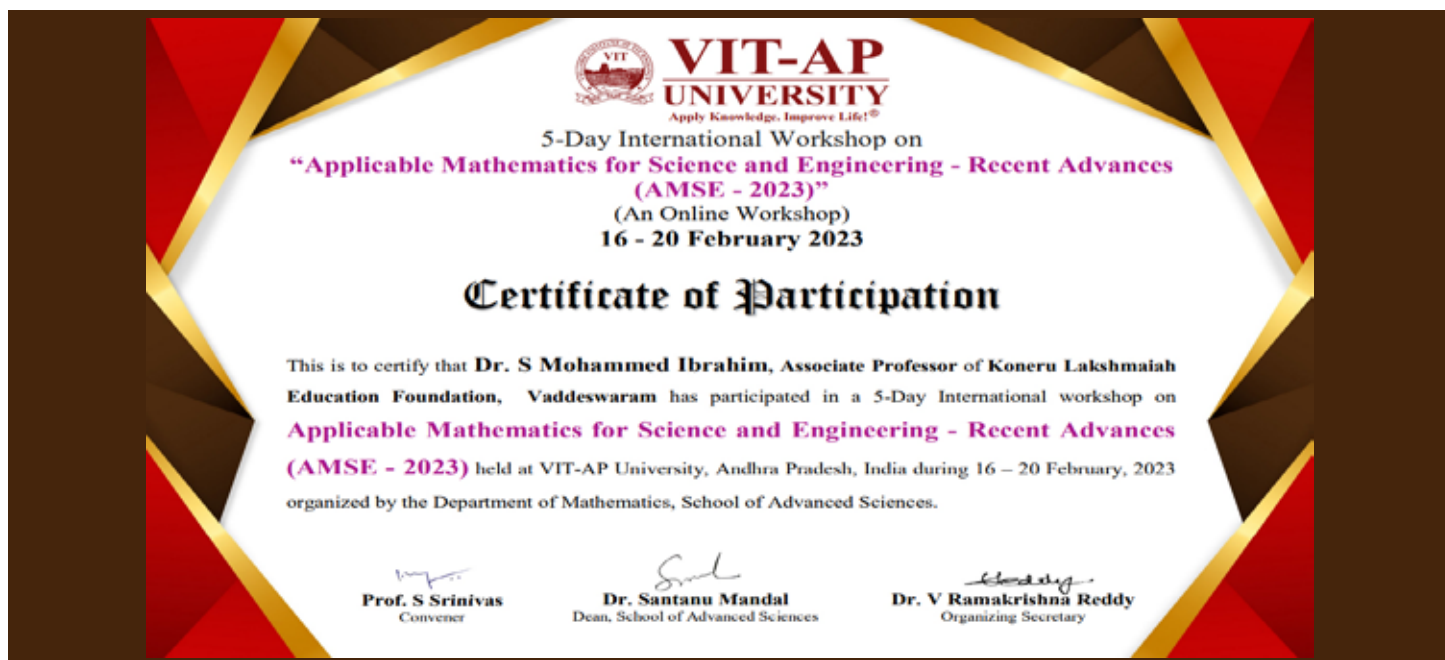 VIT
VIT-AP
UNIVERSITY
Apply Knowledge. Improve Life!®
5-Day International Workshop on
“Applicable Mathematics for Science and Engineering - Recent Advances
(AMSE - 2023)”
(An Online Workshop)
16 - 20 February 2023
Certificate of Participation
This is to certify that Dr. S Mohammed Ibrahim, Associate Professor of Koneru Lakshmaiah
Education Foundation, Vaddeswaram has participated in a 5-Day International workshop on
Applicable Mathematics for Science and Engineering - Recent Advances
(AMSE - 2023) held at VIT-AP University, Andhra Pradesh, India during 16 – 20 February, 2023
organized by the Department of Mathematics, School of Advanced Sciences.
Prof. S Srinivas
Convener
Dr. Santanu Mandal
Dean, School of Advanced Sciences
Dr. V Ramakrishna Reddy
Organizing Secretary